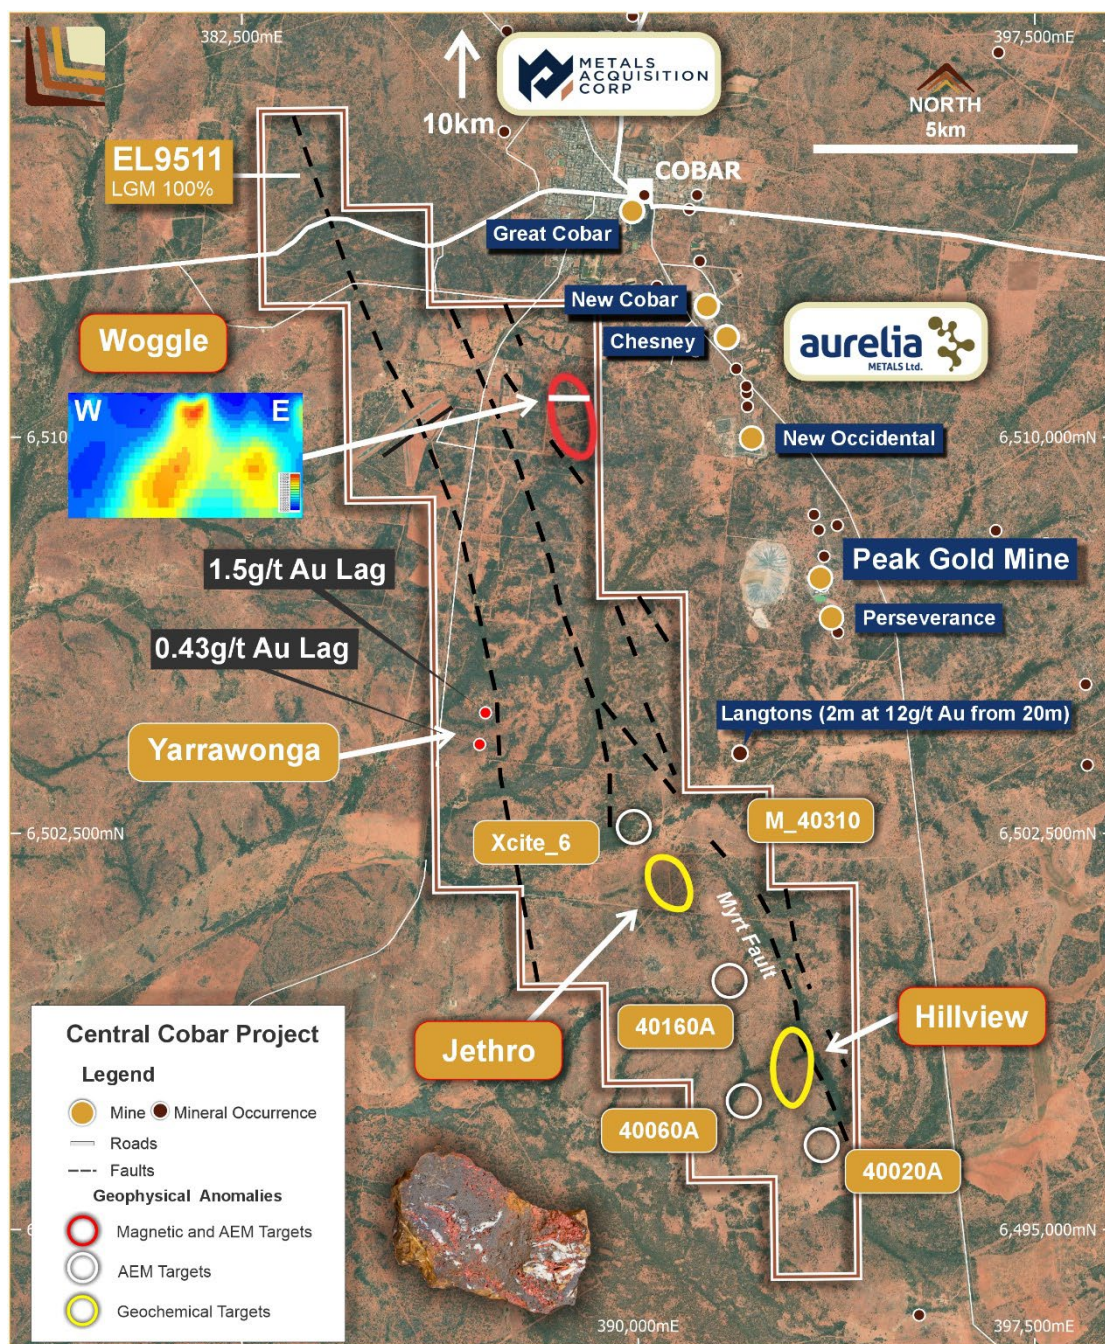 382,500mE
397,500mE
METALS
ACQUISITION
CORP
10km
NORTH
5km
EL9511
LGM 100%
COBAR
Great Cobar
New Cobar
Chesney
aurelia
METALS Ltd.
Woggle
W E
6,510
New Occidental
6,510,000mN
1.5g/t Au Lag
Peak Gold Mine
0.43g/t Au Lag
Perseverance
Langtons (2m at 12g/t Au from 20m)
Yarrawonga
M_40310
6,502,500mN
Xcite_6
6,502,500mN
Myrt Fault
40160A
Hillview
Jethro
40060A
40020A
Central Cobar Project
Legend
Mine Mineral Occurrence
Roads
Faults
Geophysical Anomalies
Magnetic and AEM Targets
AEM Targets
Geochemical Targets
6,495,000mN
390,000mE
397,500mE